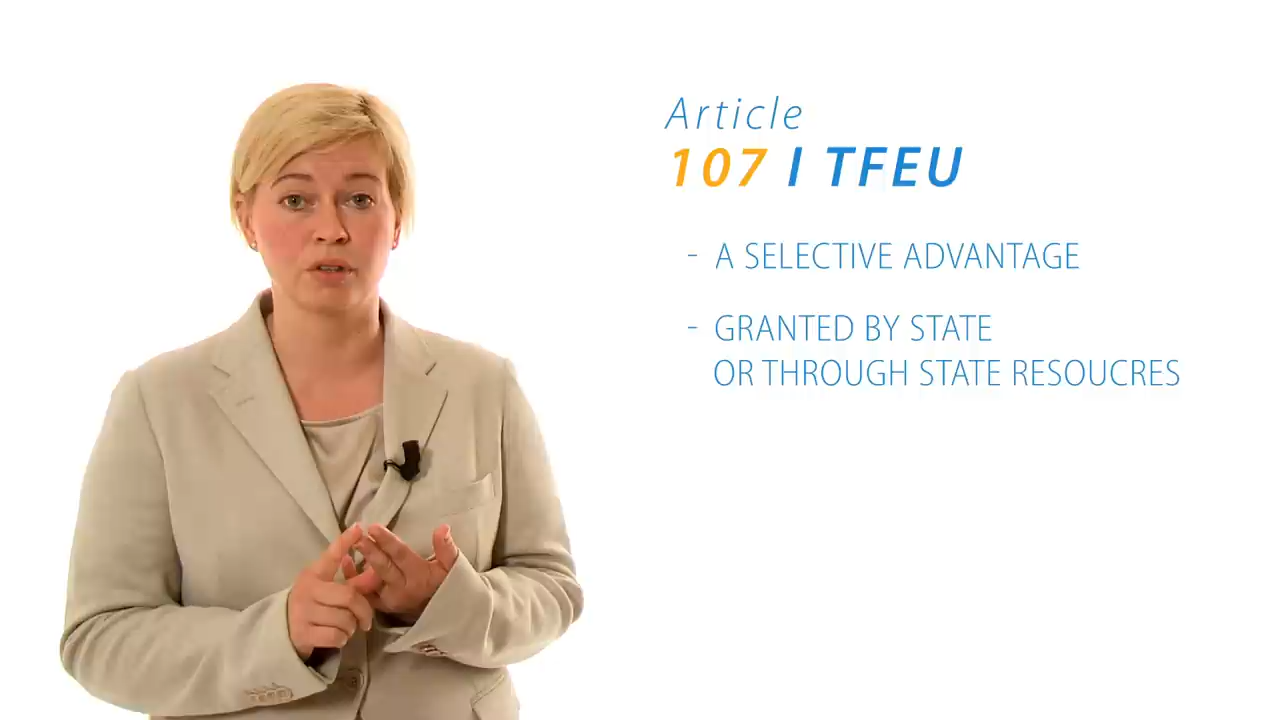 Article
107 I TFEU
- A SELECTIVE ADVANTAGE
- GRANTED BY STATE
OR THROUGH STATE RESOUCRES